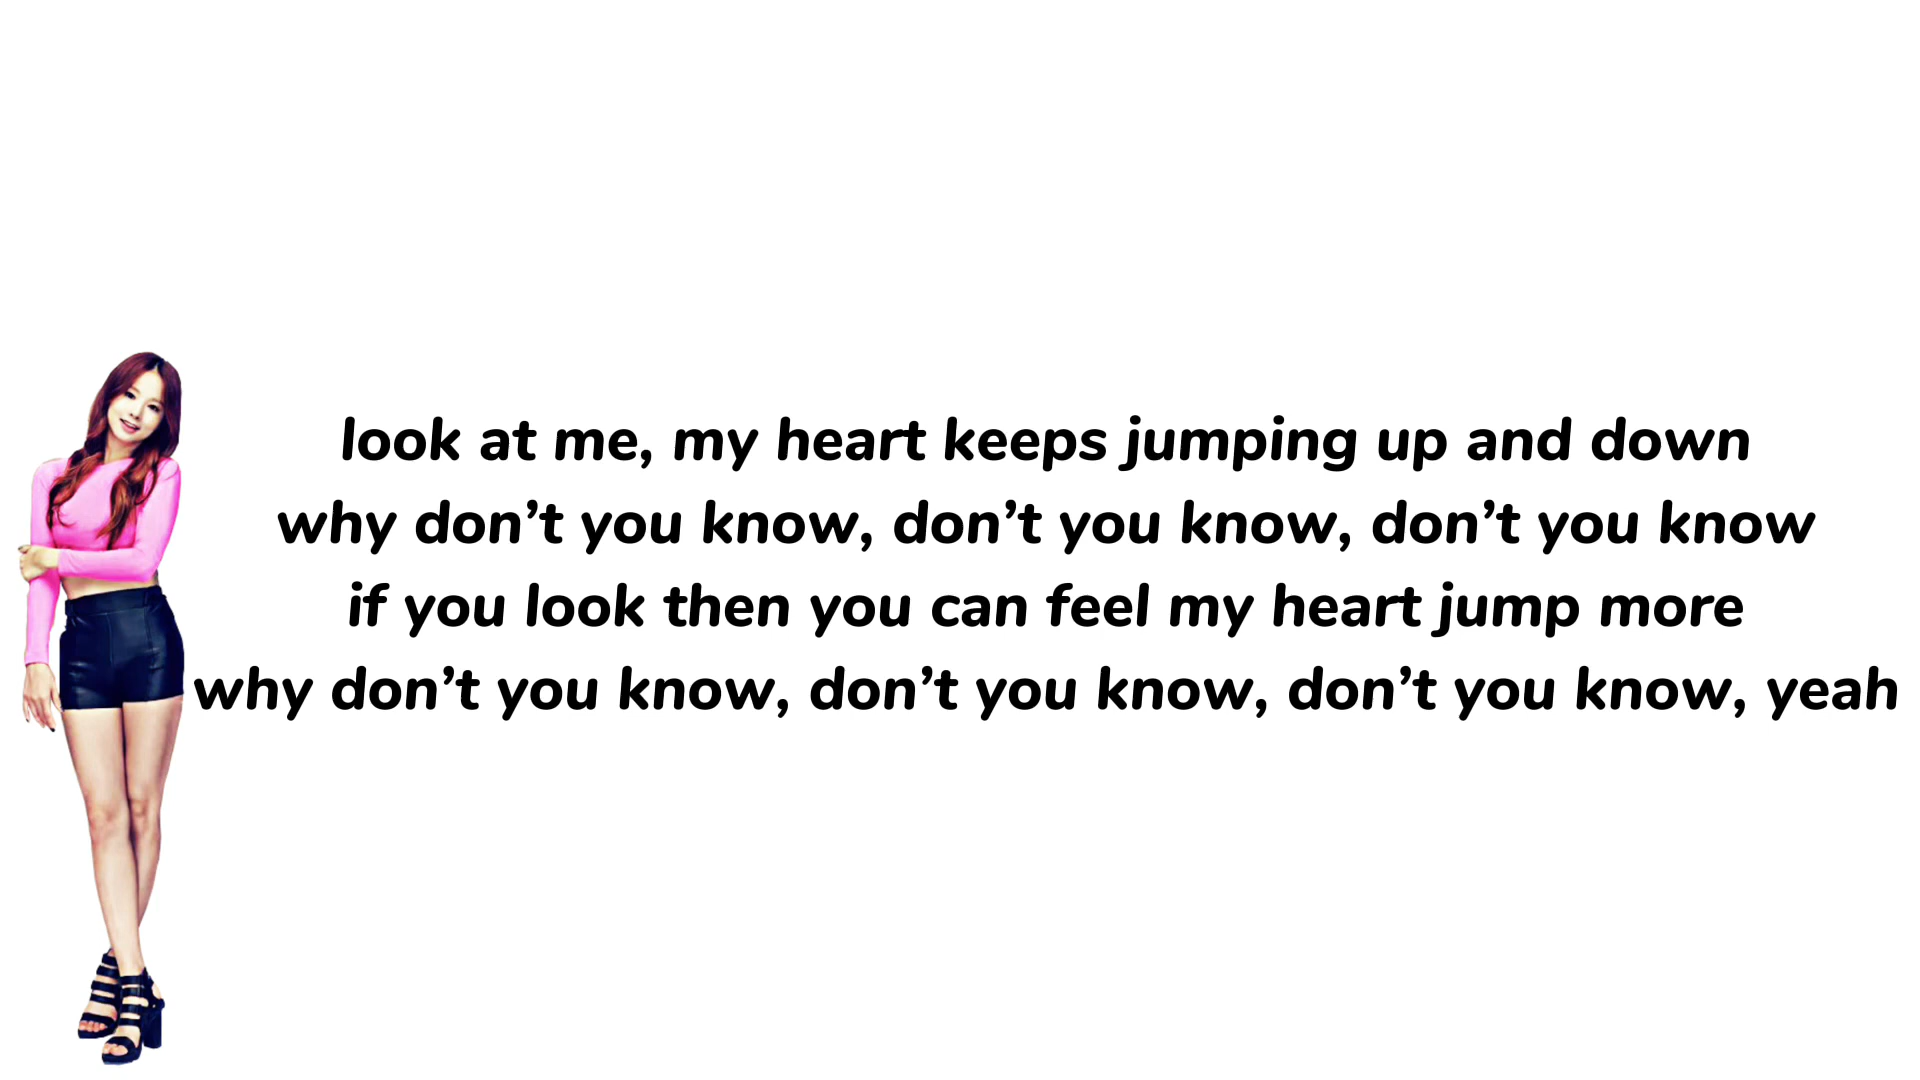 look at me, my heart keeps jumping up and down
why don’t you know, don’t you know, don’t you know
if you look then you can feel my heart jump more
why don’t you know, don’t you know, don’t you know, yeah